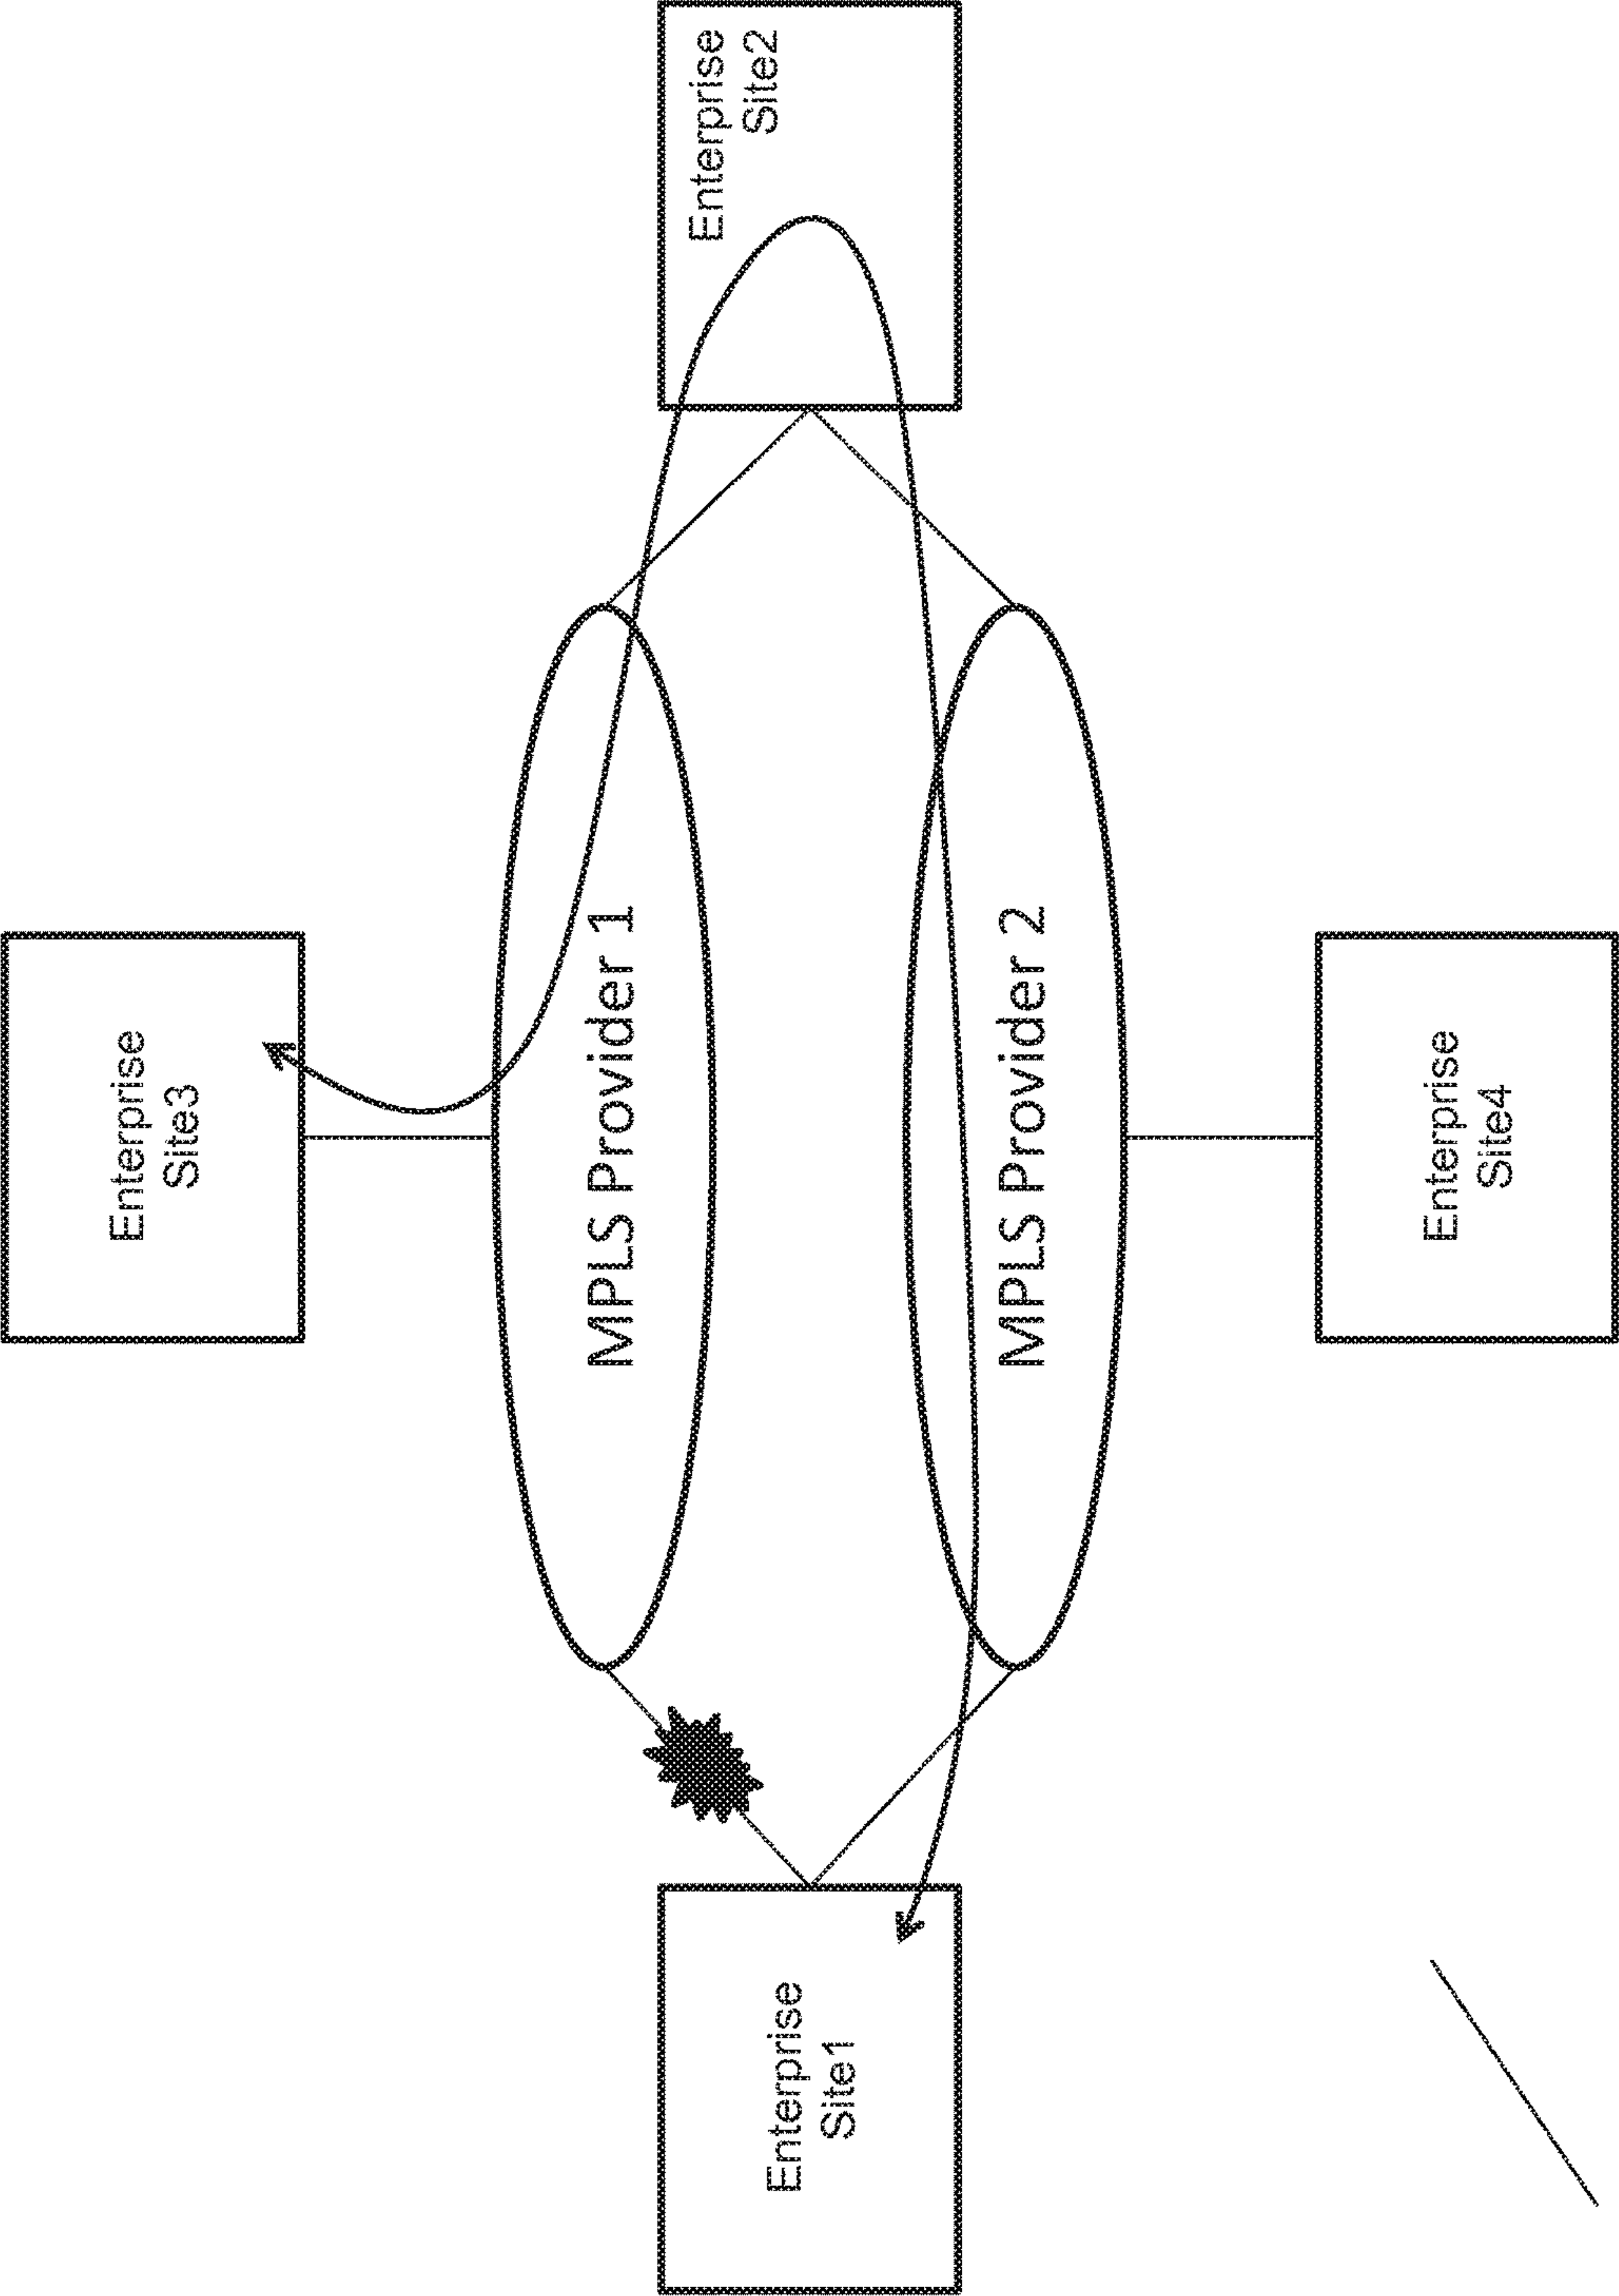 Enterprise
Site3
MPLS Provider 1
Enterprise
Site1
Enterprise
Site2
MPLS Provider 2
Enterprise
Site4